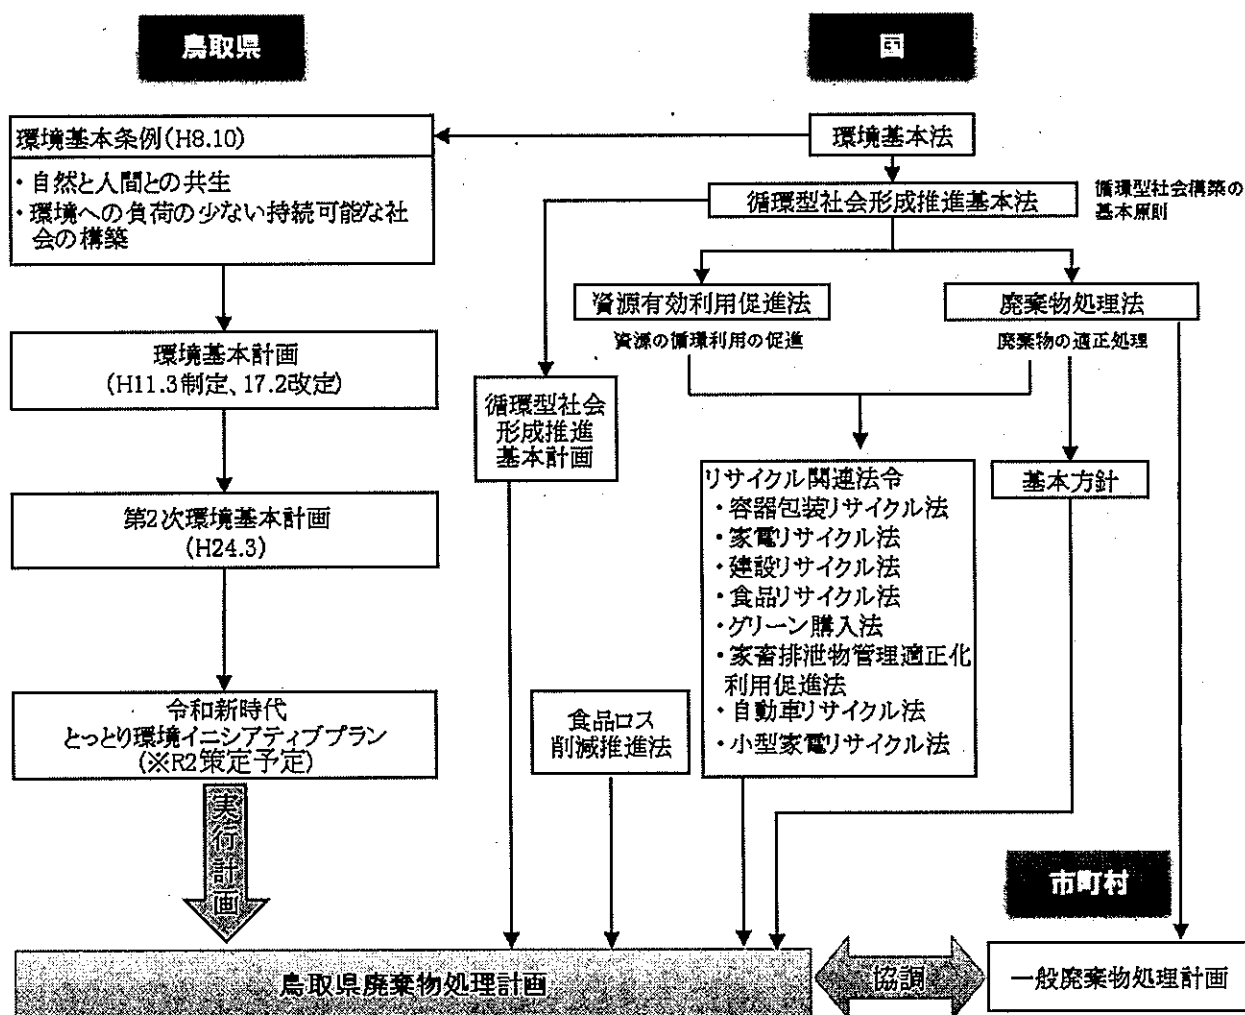 鳥取県
環境基本条例(H8.10)
・自然と人間との共生
・環境への負荷の少ない持続可能な社
会の構築
環境基本計画
(H11.3制定、17.2改定)
第2次環境基本計画
(H24.3)
令和新時代
とっとり環境イニシアティブプラン
(※R2策定予定)
実行計画
国
環境基本法
循環型社会形成推進基本法
循環型社会構築の
基本原則
資源有効利用促進法
資源の循環利用の促進
廃棄物処理法
廃棄物の適正処理
循環型社会
形成推進
基本計画
リサイクル関連法令
・容器包装リサイクル法
・家電リサイクル法
・建設リサイクル法
・食品リサイクル法
・グリーン購入法
・家畜排泄物管理適正化
利用促進法
・自動車リサイクル法
・小型家電リサイクル法
基本方針
食品ロス
削減推進法
市町村
鳥取県廃棄物処理計画
協調
一般廃棄物処理計画